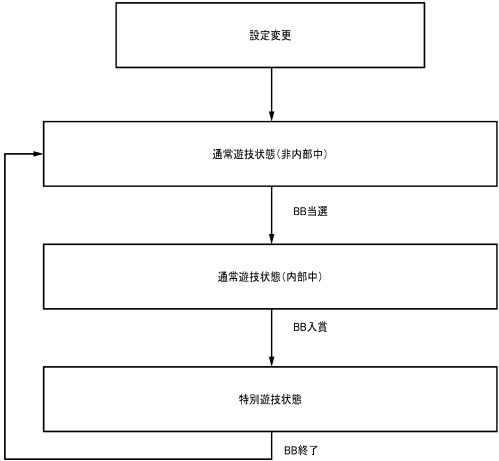 設定変更
通常遊技状態(非内部中)
BB当選
通常遊技状態(内部中)
BB入賞
特別遊技状態
BB終了